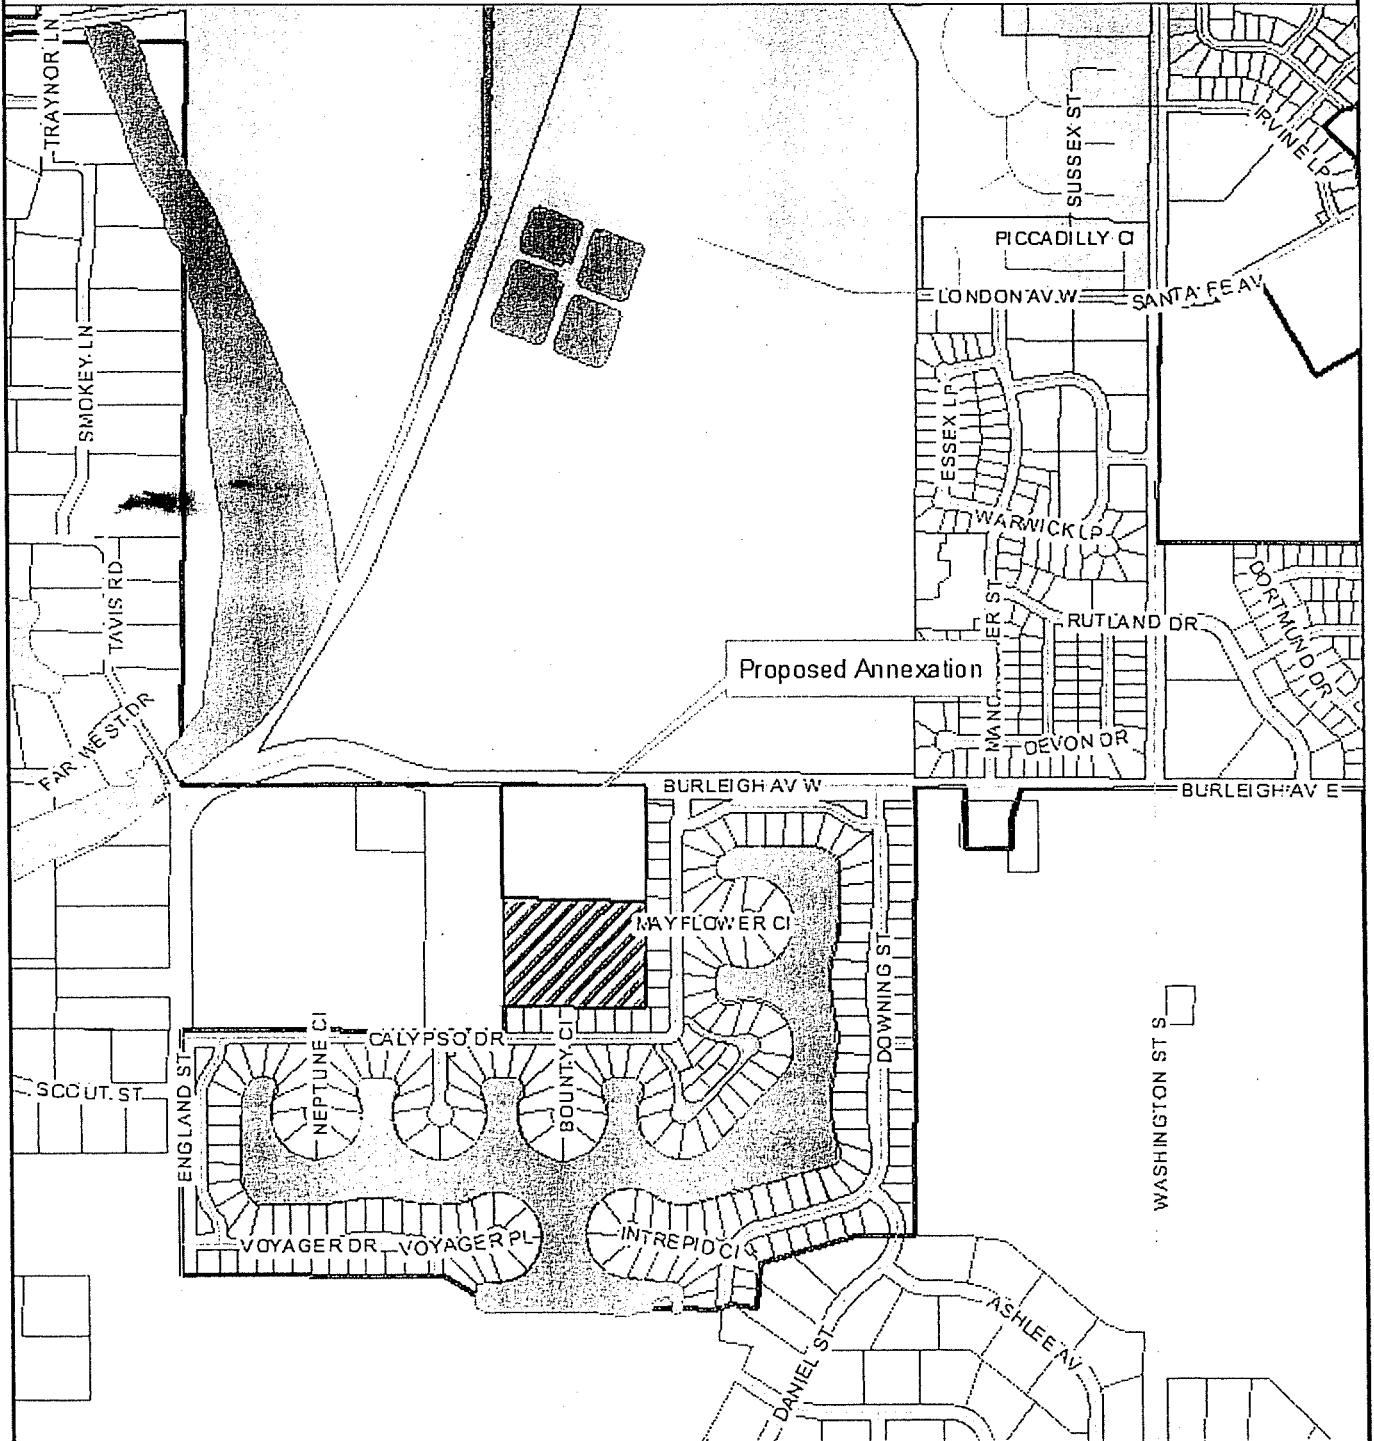 TRAYNOR LN
SUSSEX ST
IRVINE LP
PICCADILLY CI
LONDON AV W
SANTA FE AV
SMOKEY LN
ESSEX LP
WARWICK LP
TAVIS RD
DORTMUND DR
RUTLAND DR
Proposed Annexation
FAR WEST DR
DEVON DR
BURLEIGH AV W
BURLEIGH AV E
MAYFLOWER CI
DOWNING ST
NEPTUNE CI
CALYPSO DR
BOUNTY CI
SCOUT ST
ENGLAND ST
WASHINGTON ST S
VOYAGER DR
VOYAGER PL
INTREPID CI
ASHLEE AV
DANIEL ST